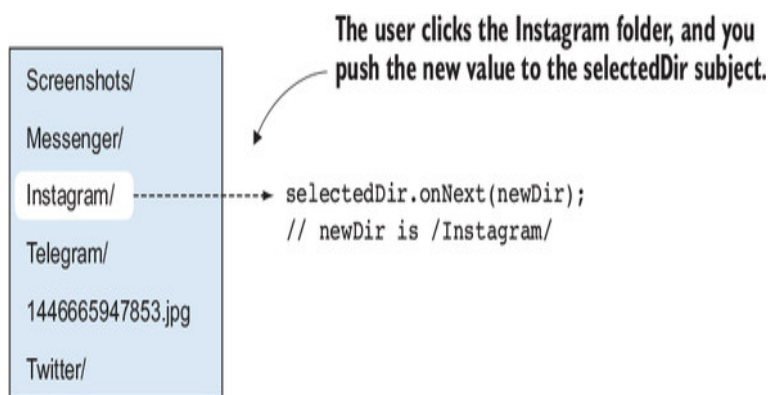 The user clicks the Instagram folder, and you
push the new value to the selectedDir subject.
Screenshots/
Messenger/
Instagram/
selectedDir.onNext(newDir);
// newDir is /Instagram/
Telegram/
1446665947853.jpg
Twitter/